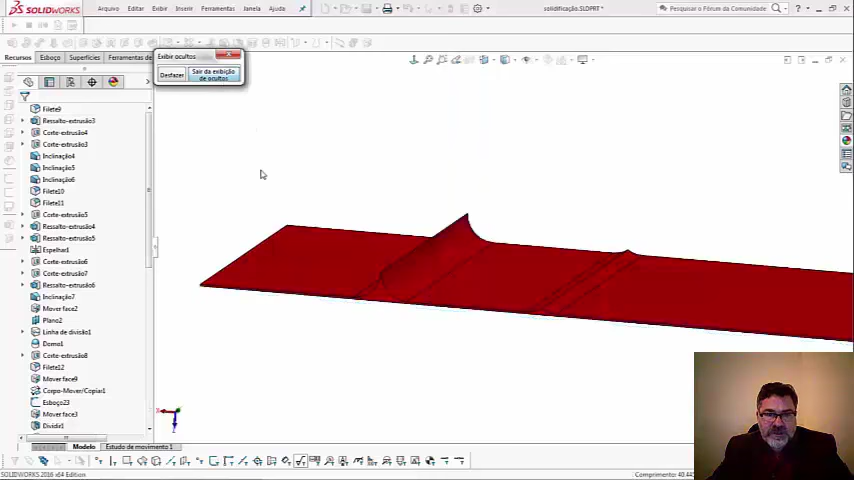 SOLIDWORKS
Arquivo Editar Exibir Inserir Ferramentas Janela Ajuda
solidificação.SLDPRT *
Pesquisar o Fórum da Comunidade
Exibir ocultos
Desfazer
Sair da exibição de ocultos
Recursos Esboço Superfícies Ferramentas de
Filete9
Ressalto-extrusão3
Corte-extrusão4
Corte-extrusão3
Inclinação4
Inclinação5
Inclinação6
Filete10
Filete11
Corte-extrusão5
Ressalto-extrusão4
Ressalto-extrusão5
Espelhar1
Corte-extrusão6
Corte-extrusão7
Ressalto-extrusão6
Inclinação7
Mover face2
Plano2
Linha de divisão1
Domo1
Corte-extrusão8
Filete12
Mover face9
Corpo-Mover/Copiar1
Esboço23
Mover face3
Dividir1
Modelo Estudo de movimento 1
SOLIDWORKS 2016 x64 Edition
Comprimento: 40.445